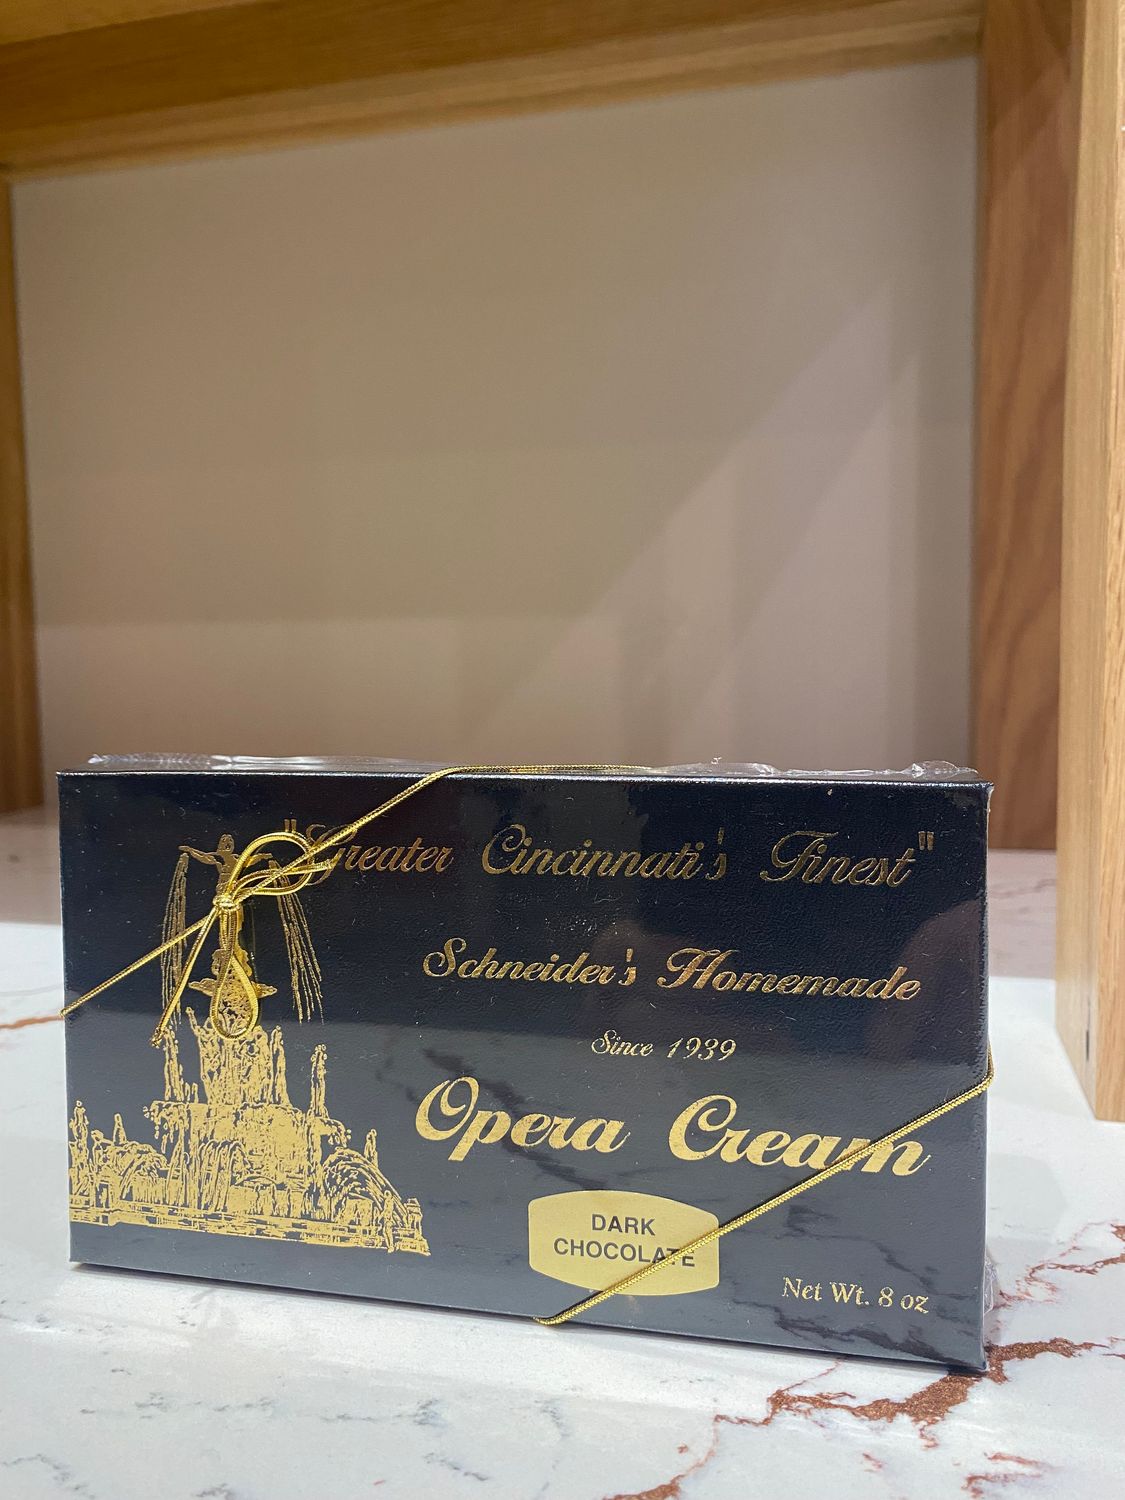 "Greater Cincinnati's Finest"
Schneider's Homemade
Since 1939
Opera Cream
DARK
CHOCOLATE
Net Wt. 8 oz